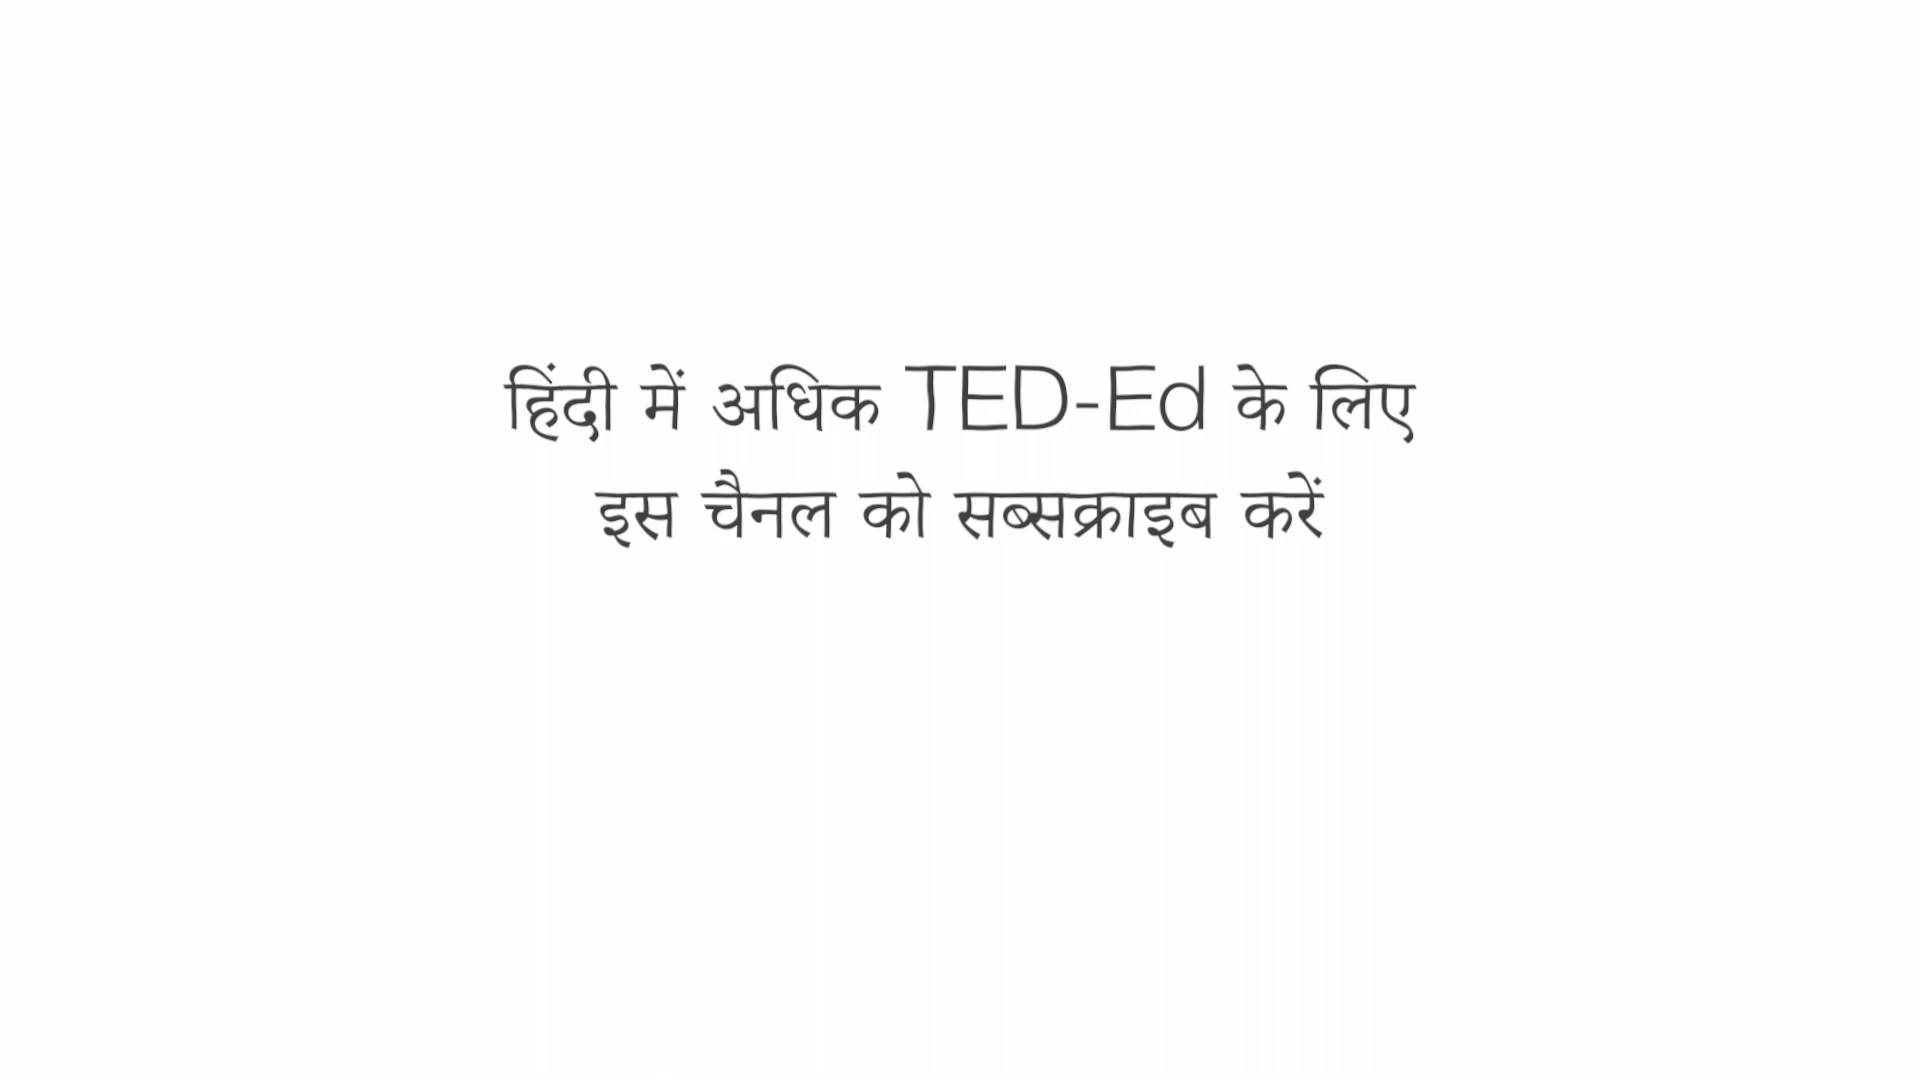 हिंदी में अधिक TED-Ed के लिए
इस चैनल को सब्सक्राइब करें